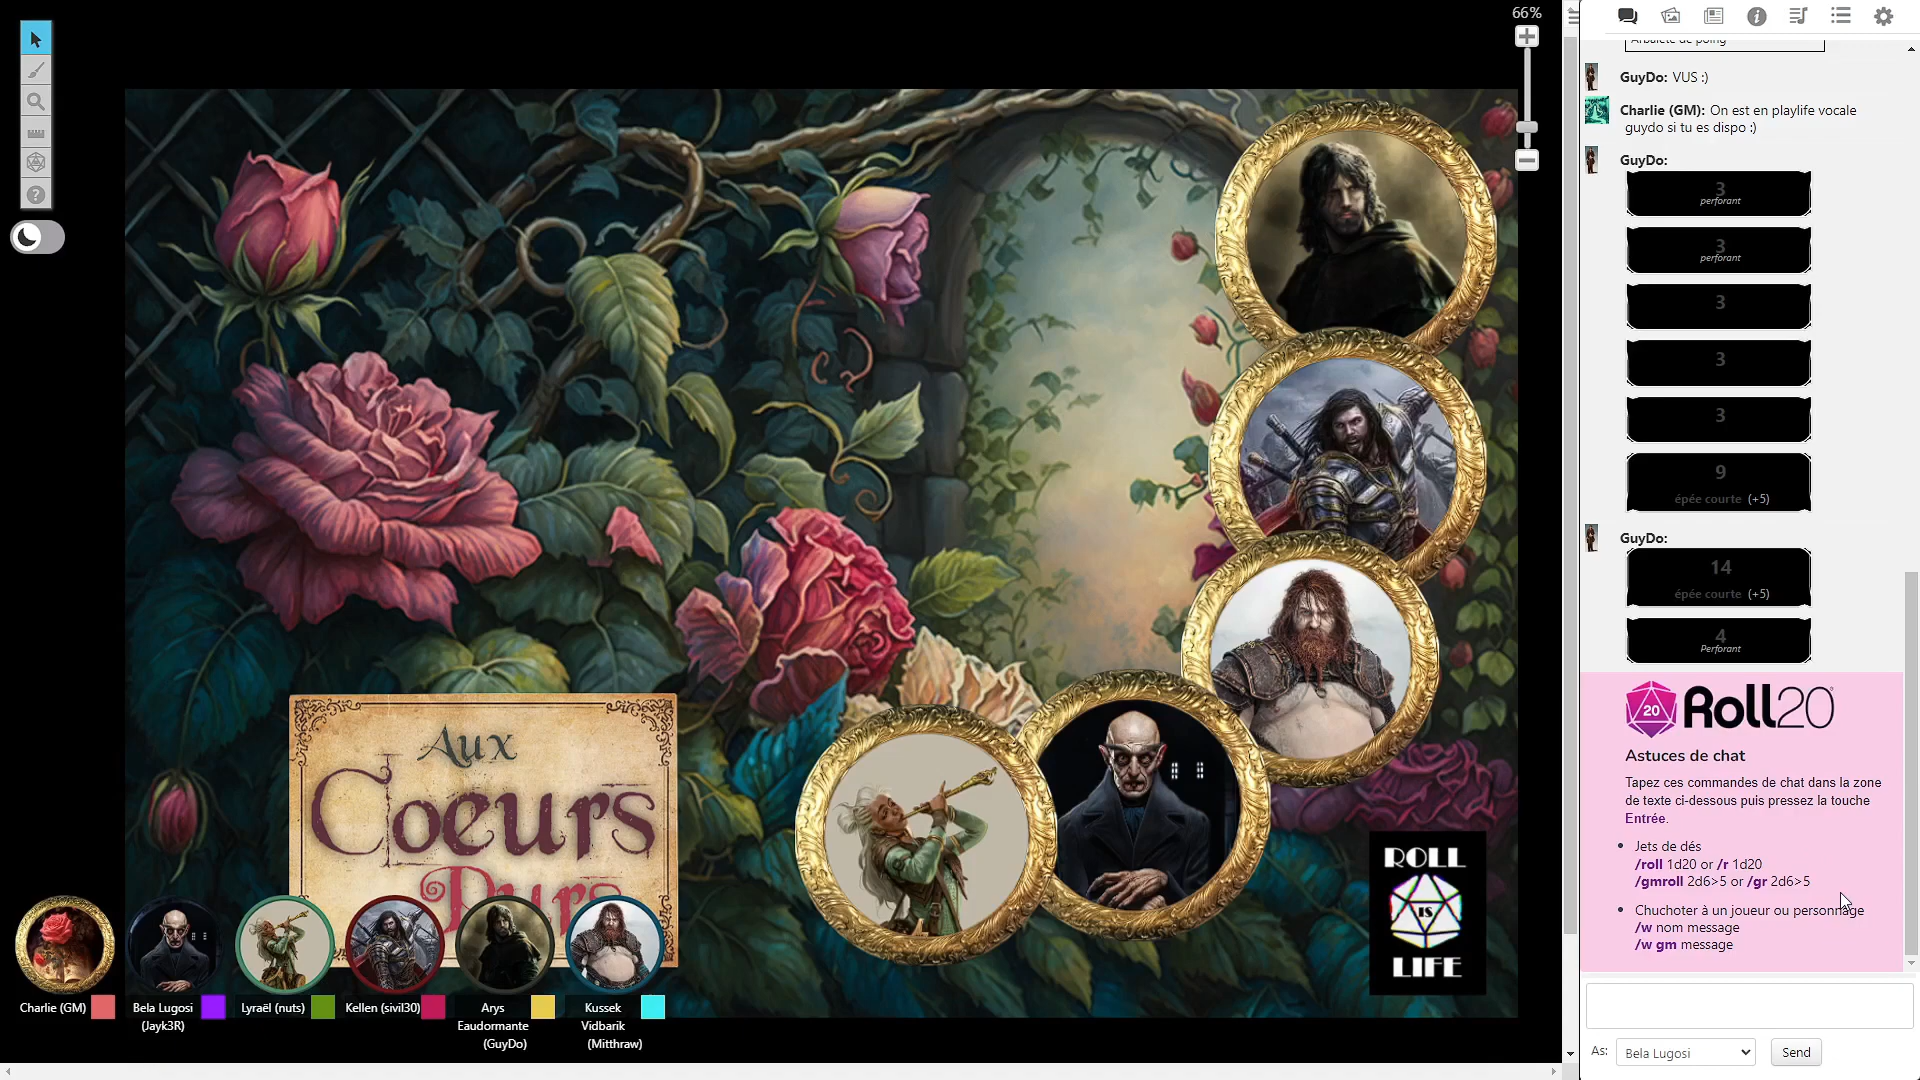 66%
Arbalète de poing
GuyDo: VUS :)
Charlie (GM): On est en playlife vocale
guydo si tu es dispo :)
GuyDo:
3
perforant
3
perforant
3
3
3
9
épée courte (+5)
GuyDo:
14
épée courte (+5)
4
Perforant
20
Roll20
Astuces de chat
Tapez ces commandes de chat dans la zone
de texte ci-dessous puis pressez la touche
Entrée.
Jets de dés
/roll 1d20 or /r 1d20
/gmroll 2d6>5 or /gr 2d6>5
Chuchoter à un joueur ou personnage
/w nom message
/w gm message
As:
Bela Lugosi
Send
Aux
Coeurs
Purs
ROLL
IS
LIFE
Charlie (GM)
Bela Lugosi
(Jayk3R)
Lyraël (nuts)
Kellen (sivil30)
Arys
Eaudormante
(GuyDo)
Kussek
Vidbarik
(Mitthraw)